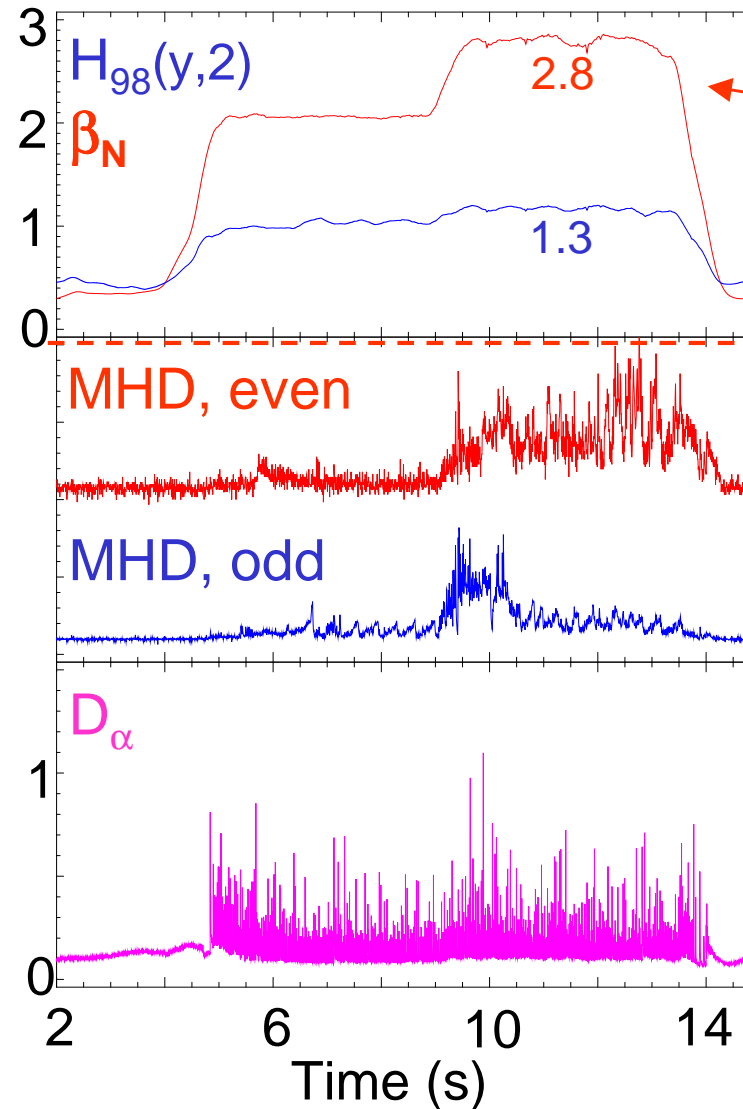 3
H98(y,2)
2.8
2
βN
1
1.3
0
MHD, even
MHD, odd
Dα
1
0
2 6 10 14
Time (s)